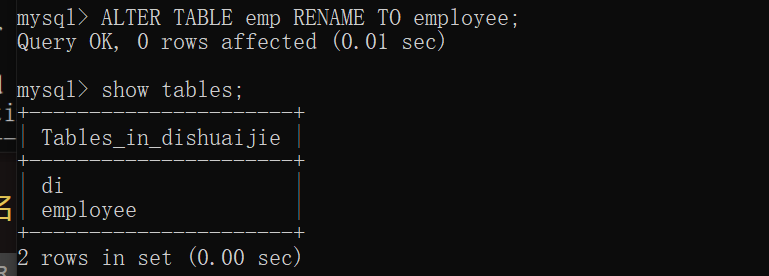 mysql> ALTER TABLE emp RENAME TO employee;
Query OK, 0 rows affected (0.01 sec)
mysql> show tables;
+----------------------+
| Tables_in_dishuaijie |
+----------------------+
| di                   |
| employee             |
+----------------------+
2 rows in set (0.00 sec)